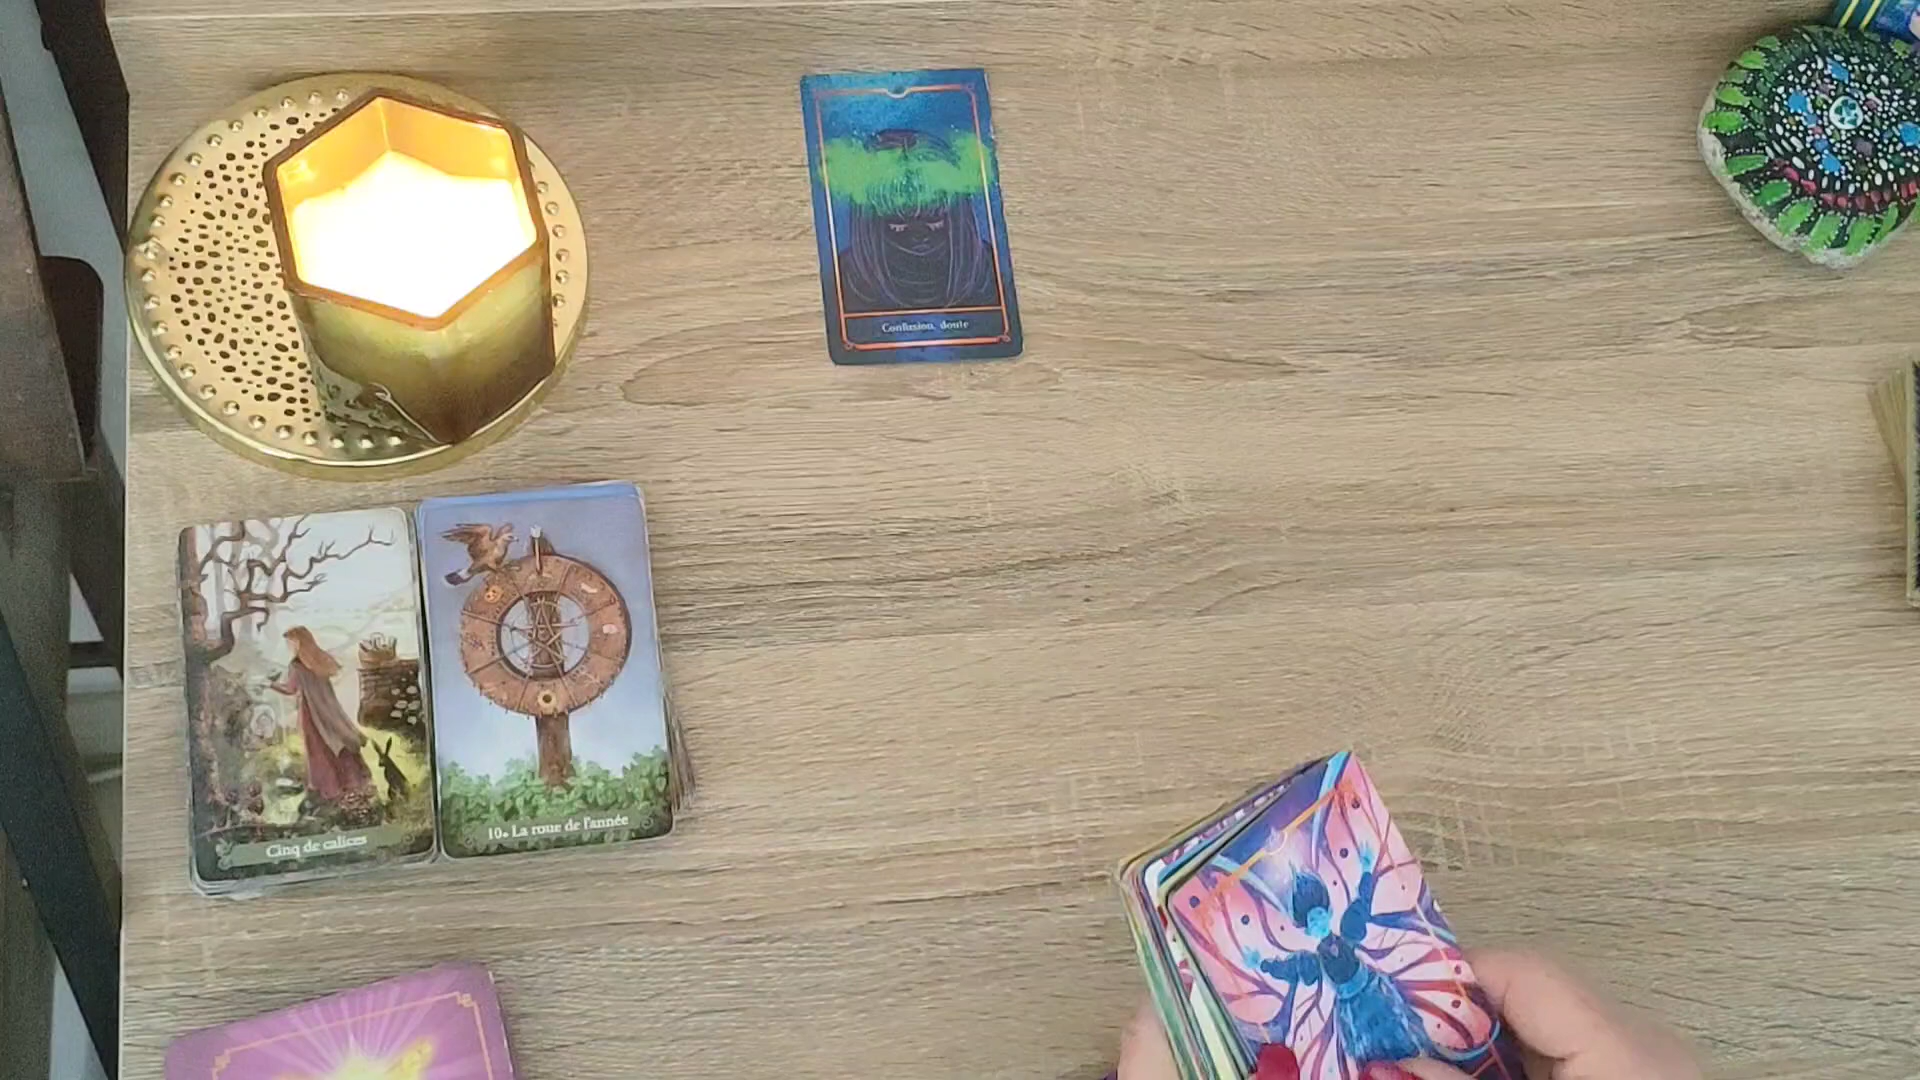 Confusion, doute
Cinq de calices
10. La roue de l'année